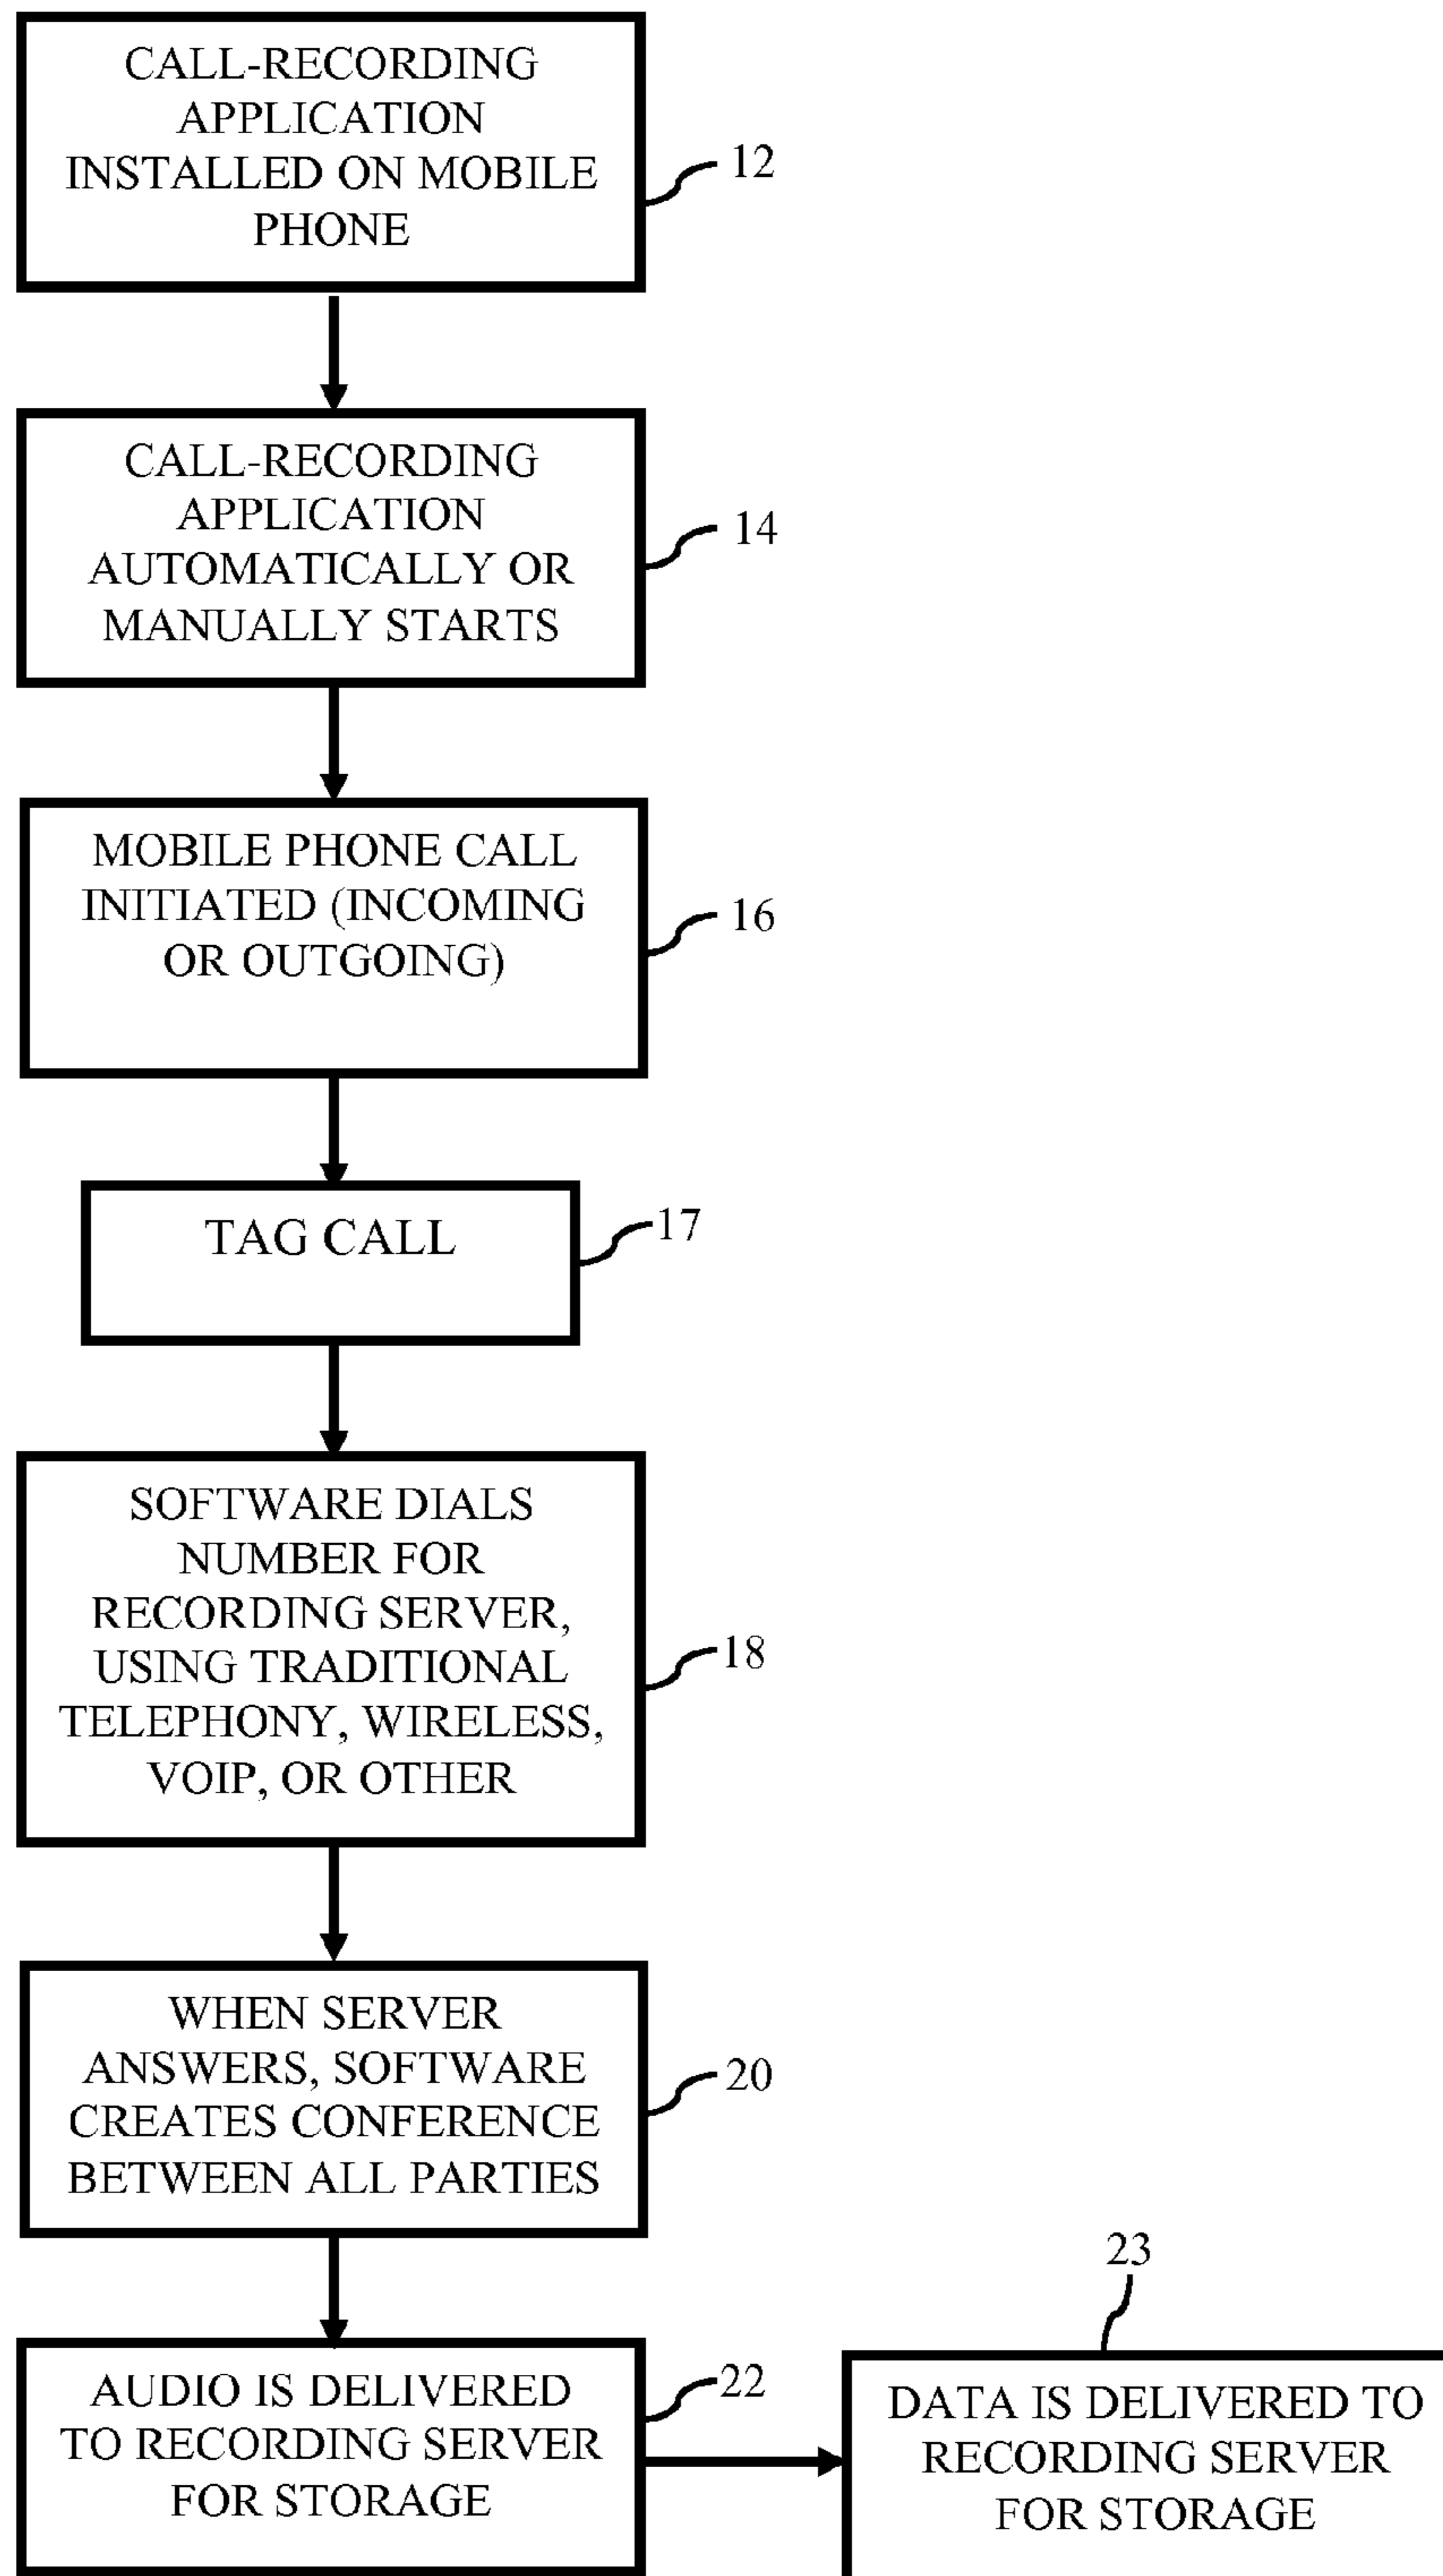 CALL-RECORDING
APPLICATION
INSTALLED ON MOBILE
PHONE
12
CALL-RECORDING
APPLICATION
AUTOMATICALLY OR
MANUALLY STARTS
14
MOBILE PHONE CALL
INITIATED (INCOMING
OR OUTGOING)
16
TAG CALL
17
SOFTWARE DIALS
NUMBER FOR
RECORDING SERVER,
USING TRADITIONAL
TELEPHONY, WIRELESS,
VOIP, OR OTHER
18
WHEN SERVER
ANSWERS, SOFTWARE
CREATES CONFERENCE
BETWEEN ALL PARTIES
20
AUDIO IS DELIVERED
TO RECORDING SERVER
FOR STORAGE
22
23
DATA IS DELIVERED TO
RECORDING SERVER
FOR STORAGE